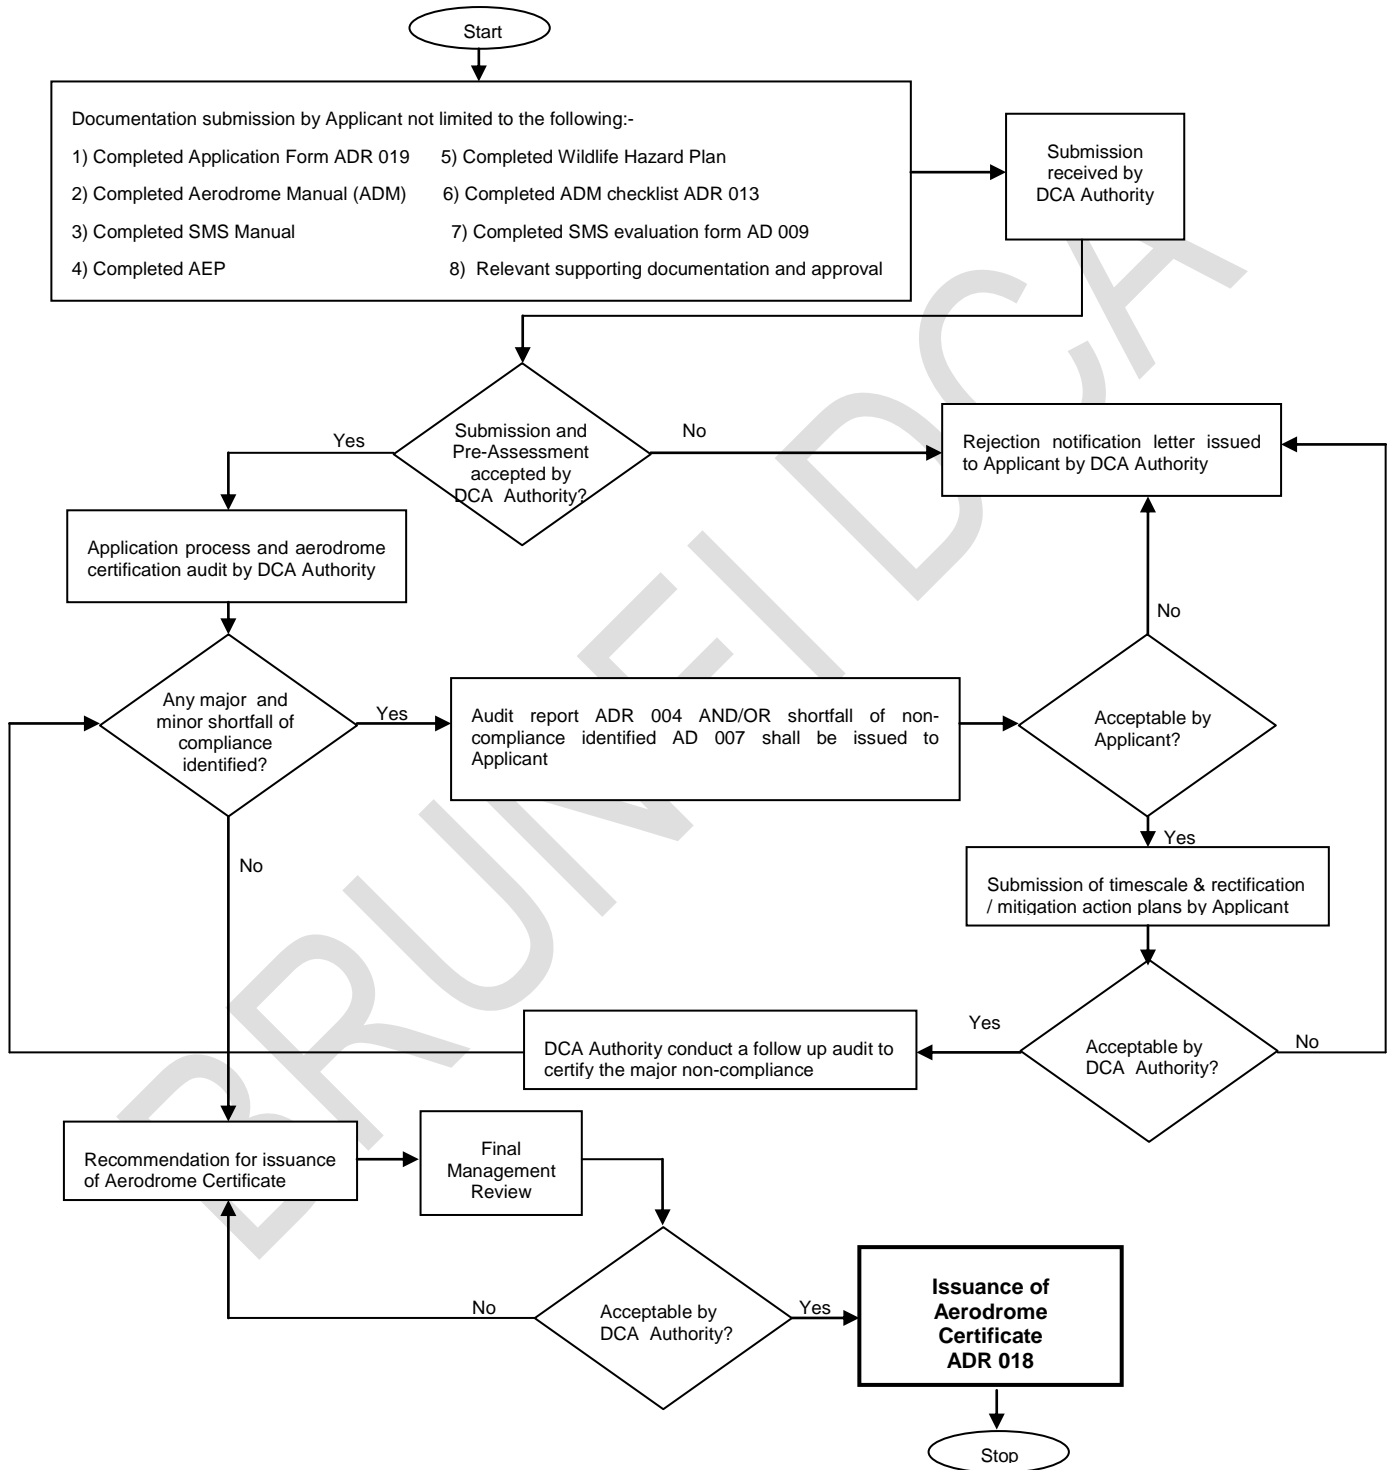 Start
Documentation submission by Applicant not limited to the following:-
1) Completed Application Form ADR 019 5) Completed Wildlife Hazard Plan
2) Completed Aerodrome Manual (ADM) 6) Completed ADM checklist ADR 013
3) Completed SMS Manual 7) Completed SMS evaluation form AD 009
4) Completed AEP 8) Relevant supporting documentation and approval
Submission
received by
DCA Authority
Submission and
Pre-Assessment
accepted by
DCA Authority?
Yes
No
Rejection notification letter issued
to Applicant by DCA Authority
Application process and aerodrome
certification audit by DCA Authority
No
Any major and
minor shortfall of
compliance
identified?
Yes
Audit report ADR 004 AND/OR shortfall of non-
compliance identified AD 007 shall be issued to
Applicant
Acceptable by
Applicant?
Yes
No
Submission of timescale & rectification
/ mitigation action plans by Applicant
Yes
DCA Authority conduct a follow up audit to
certify the major non-compliance
Acceptable by
DCA Authority?
No
Recommendation for issuance
of Aerodrome Certificate
Final
Management
Review
No
Acceptable by
DCA Authority?
Yes
Issuance of
Aerodrome
Certificate
ADR 018
Stop
BRUNEI DCA